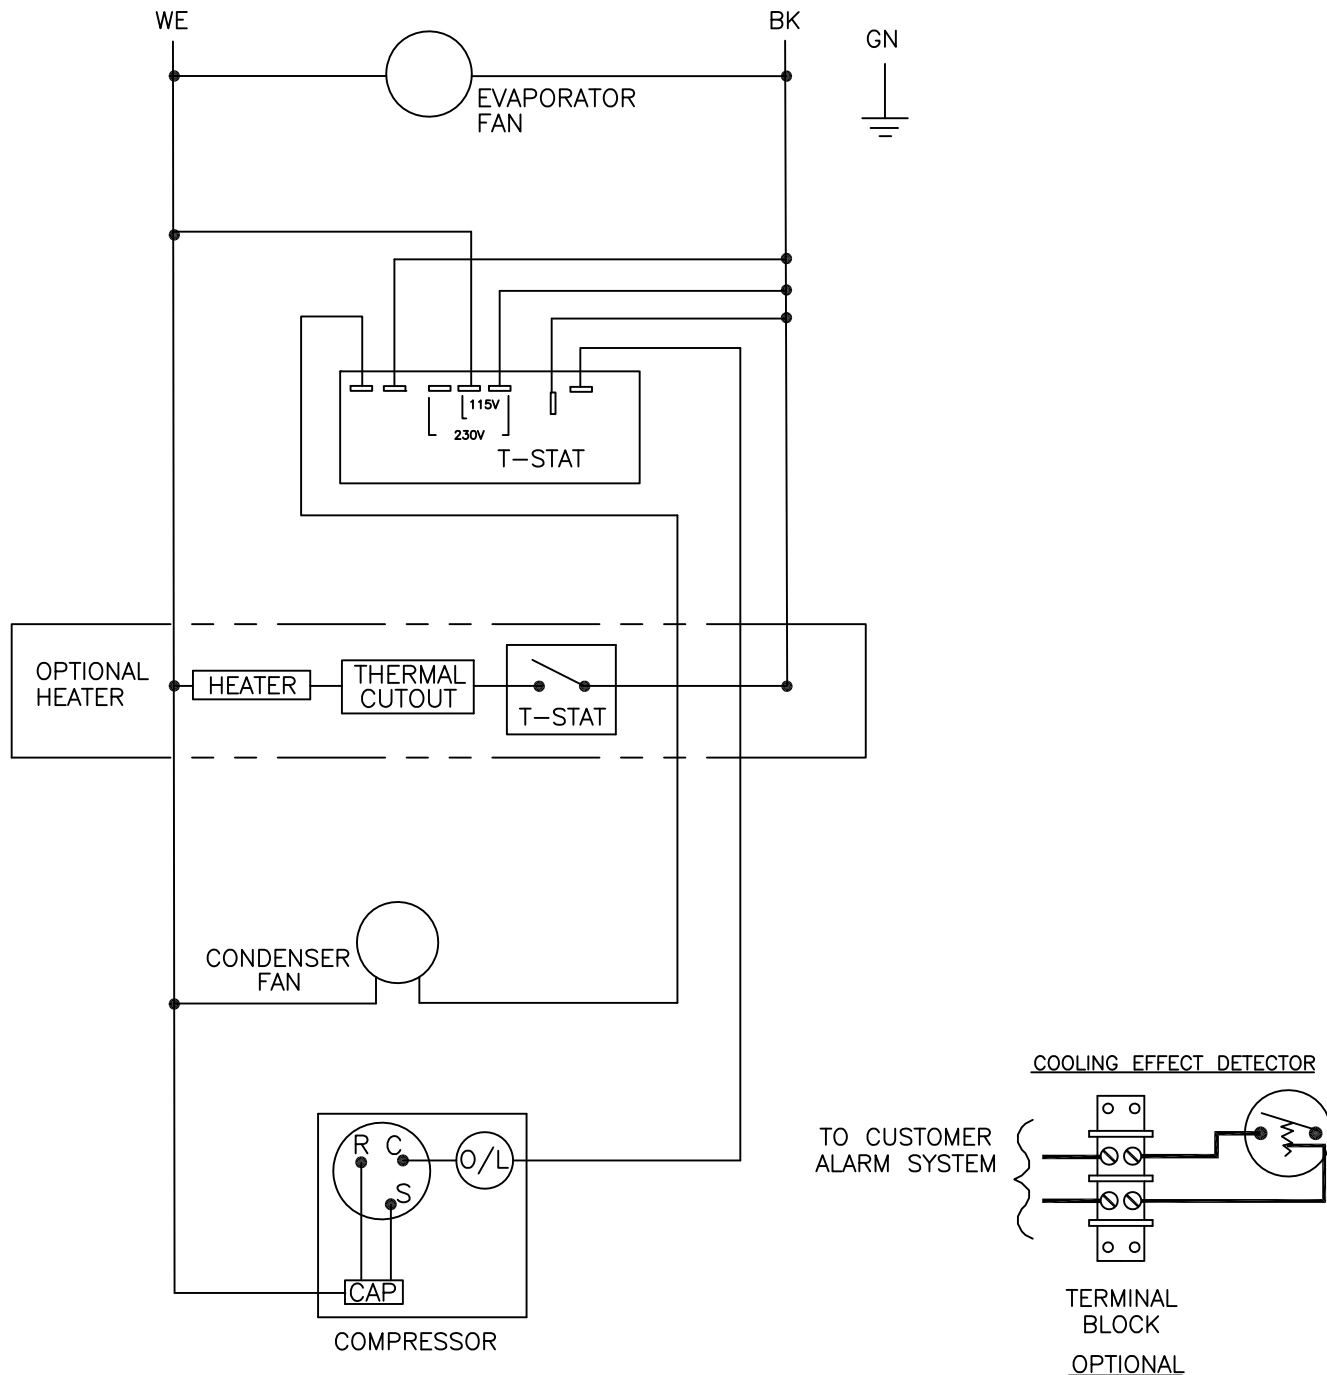 WE
BK
GN
EVAPORATOR
FAN
115V
230V
T-STAT
OPTIONAL
HEATER
HEATER
THERMAL
CUTOUT
T-STAT
CONDENSER
FAN
R C
O/L
S
CAP
COMPRESSOR
COOLING EFFECT DETECTOR
TO CUSTOMER
ALARM SYSTEM
TERMINAL
BLOCK
OPTIONAL